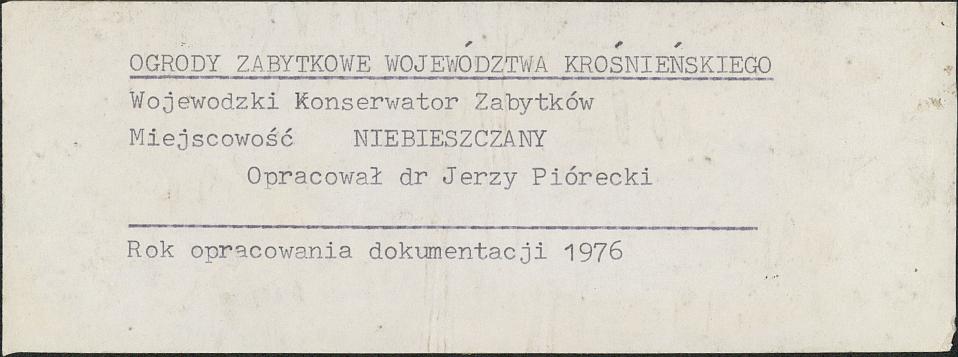 OGRODY ZABYTKOWE WOJEWÓDZTWA KROŚNIEŃSKIEGO
Wojewodzki Konserwator Zabytków
Miejscowość NIEBIESZCZANY
Opracował dr Jerzy Piórecki
Rok opracowania dokumentacji 1976